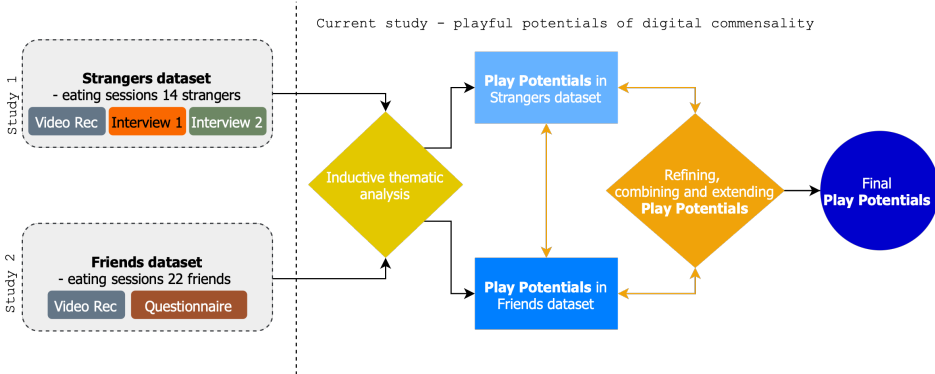 Current study - playful potentials of digital commensality
Study 1
Strangers dataset
- eating sessions 14 strangers
Video Rec
Interview 1
Interview 2
Study 2
Friends dataset
- eating sessions 22 friends
Video Rec
Questionnaire
Inductive thematic
analysis
Play Potentials in
Strangers dataset
Play Potentials in
Friends dataset
Refining,
combining and extending
Play Potentials
Final
Play Potentials